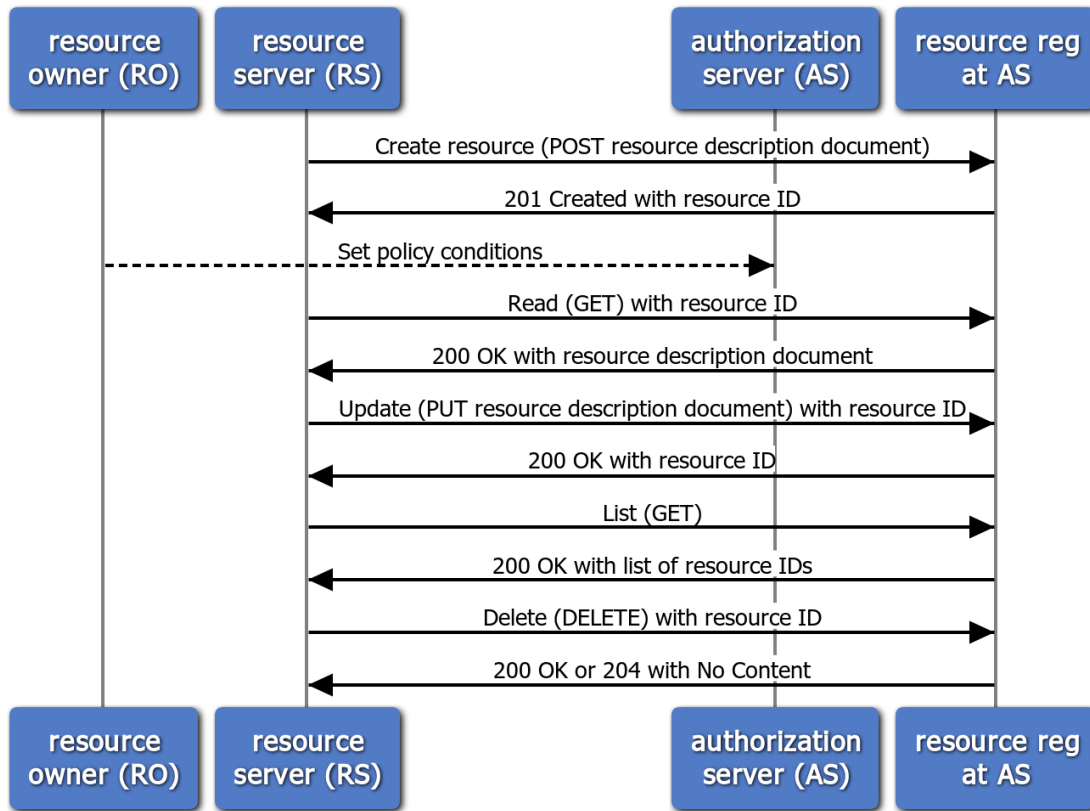 resource
owner (RO)
resource
server (RS)
authorization
server (AS)
resource reg
at AS
Create resource (POST resource description document)
201 Created with resource ID
Set policy conditions
Read (GET) with resource ID
200 OK with resource description document
Update (PUT resource description document) with resource ID
200 OK with resource ID
List (GET)
200 OK with list of resource IDs
Delete (DELETE) with resource ID
200 OK or 204 with No Content
resource
owner (RO)
resource
server (RS)
authorization
server (AS)
resource reg
at AS